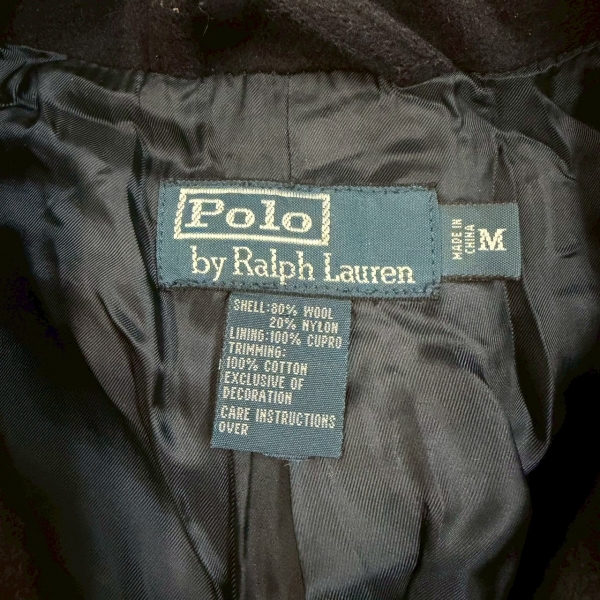 Polo
by Ralph Lauren
MADE IN
CHINA
M
SHELL:80% WOOL
20% NYLON
LINING:100% CUPRO
TRIMMING:
100% COTTON
EXCLUSIVE OF
DECORATION
CARE INSTRUCTIONS
OVER